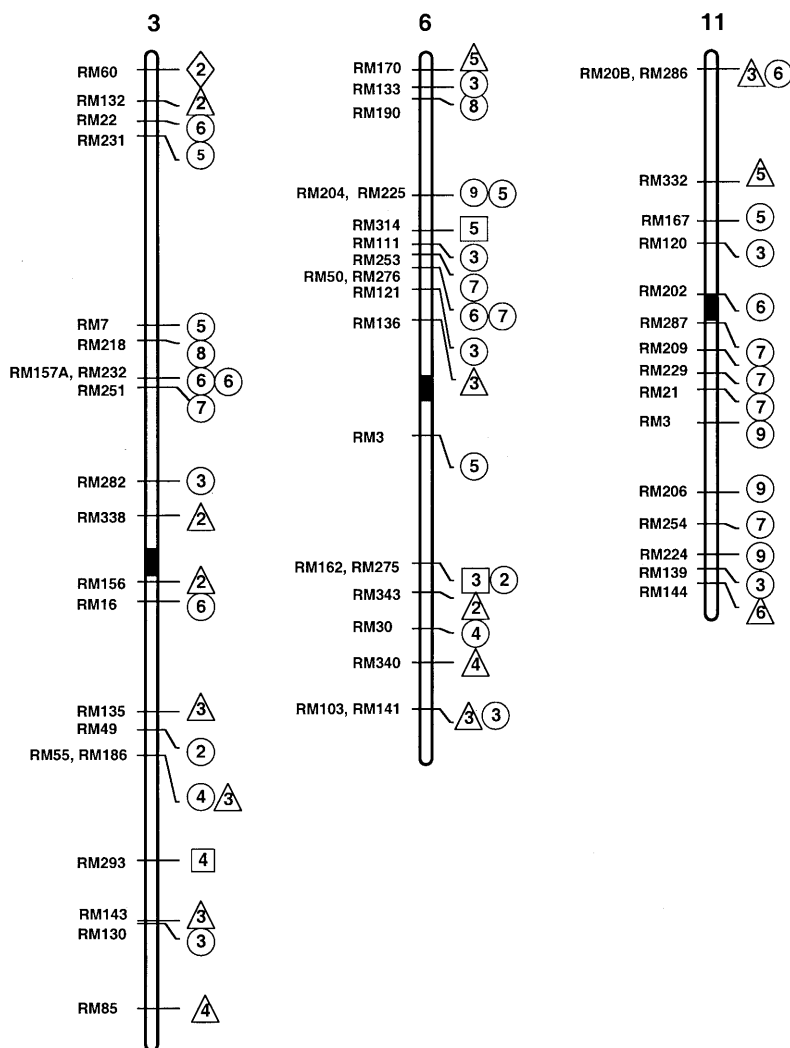 3
RM60 2
RM132 2
RM22 6
RM231 5
RM7 5
RM218 8
RM157A, RM232 6 6
RM251 7
RM282 3
RM338 2
RM156 2
RM16 6
RM135 3
RM49 2
RM55, RM186 4 3
RM293 4
RM143 3
RM130 3
RM85 4
6
RM170 5
RM133 3
RM190 8
RM204, RM225 9 5
RM314 5
RM111 3
RM253 7
RM50, RM276 6 7
RM121 3
RM136 3
RM3 5
RM162, RM275 3 2
RM343 2
RM30 4
RM340 4
RM103, RM141 3 3
11
RM20B, RM286 3 6
RM332 5
RM167 5
RM120 3
RM202 6
RM287 7
RM209 7
RM229 7
RM21 9
RM3
RM206 9
RM254 7
RM224 9
RM139 3
RM144 6